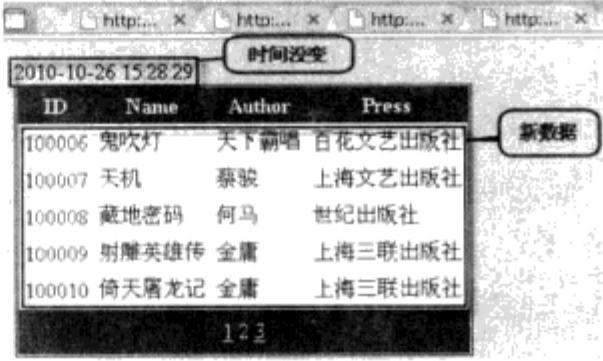 http:... × http:... × http:... × http:... ×
时间没变
2010-10-26 15:28:29
ID Name Author Press
新数据
100006 鬼吹灯 天下霸唱 百花文艺出版社
100007 天机 蔡骏 上海文艺出版社
100008 藏地密码 何马 世纪出版社
100009 射雕英雄传 金庸 上海三联出版社
100010 倚天屠龙记 金庸 上海三联出版社
1 2 3